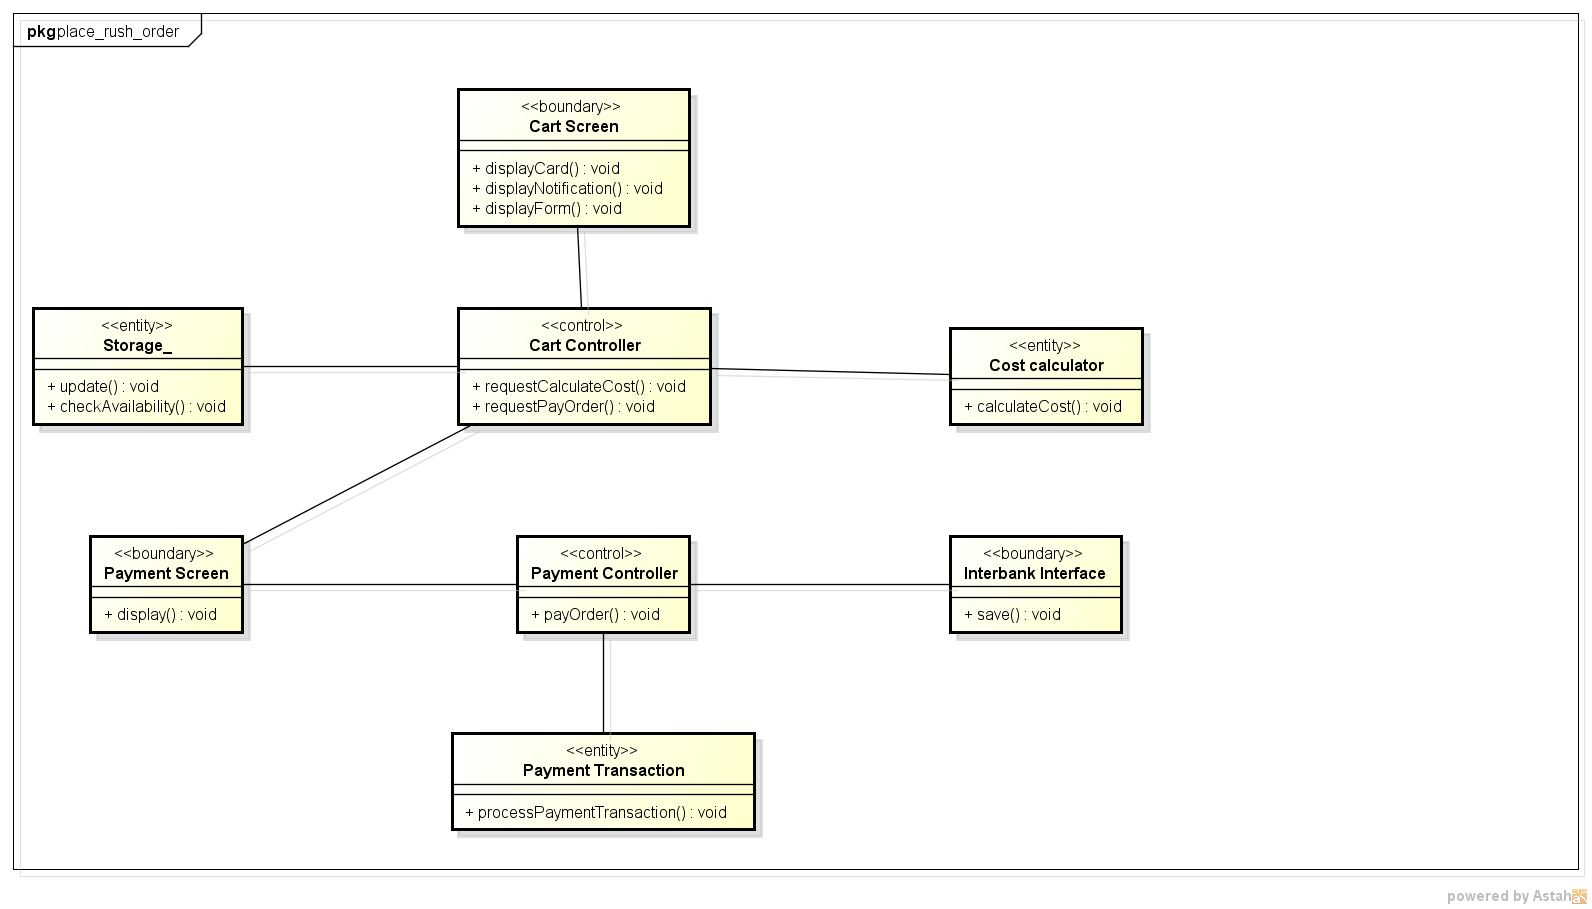 pkg place_rush_order
<<boundary>>
Cart Screen
+ displayCard() : void
+ displayNotification() : void
+ displayForm() : void
<<entity>>
Storage_
+ update() : void
+ checkAvailability() : void
<<control>>
Cart Controller
+ requestCalculateCost() : void
+ requestPayOrder() : void
<<entity>>
Cost calculator
+ calculateCost() : void
<<boundary>>
Payment Screen
+ display() : void
<<control>>
Payment Controller
+ payOrder() : void
<<boundary>>
Interbank Interface
+ save() : void
<<entity>>
Payment Transaction
+ processPaymentTransaction() : void
powered by Astah